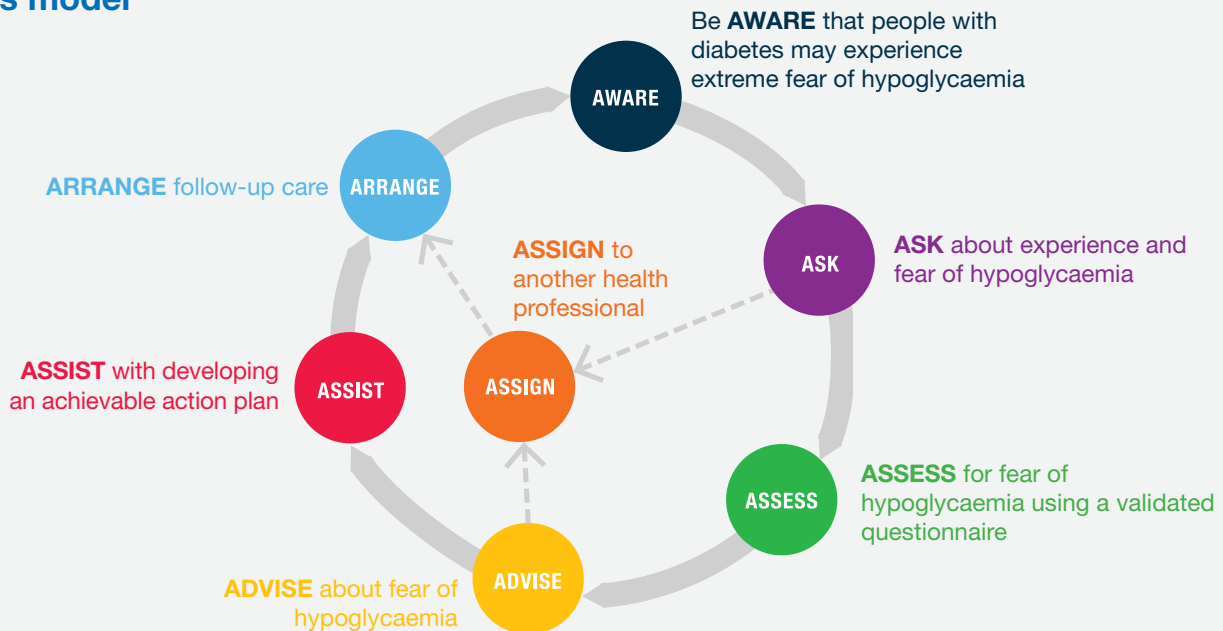 s model
Be AWARE that people with
diabetes may experience
extreme fear of hypoglycaemia
AWARE
ARRANGE follow-up care
ARRANGE
ASSIGN to
another health
professional
ASK
ASK about experience and
fear of hypoglycaemia
ASSIST with developing
an achievable action plan
ASSIST
ASSIGN
ASSESS
ASSESS for fear of
hypoglycaemia using a validated
questionnaire
ADVISE about fear of
hypoglycaemia
ADVISE